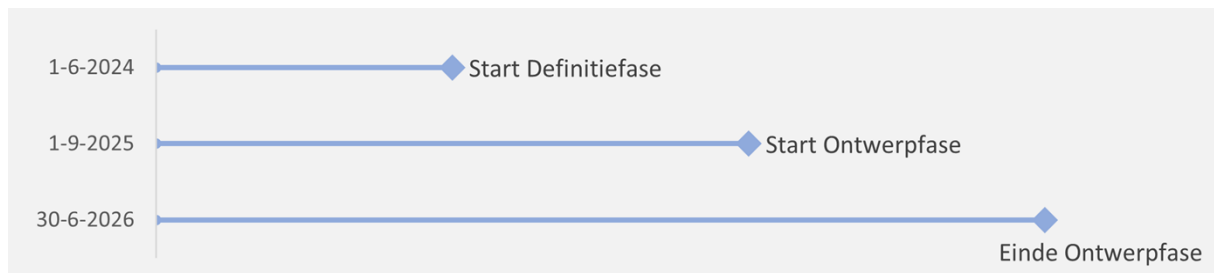 1-6-2024 Start Definitiefase
1-9-2025 Start Ontwerpfase
30-6-2026
Einde Ontwerpfase